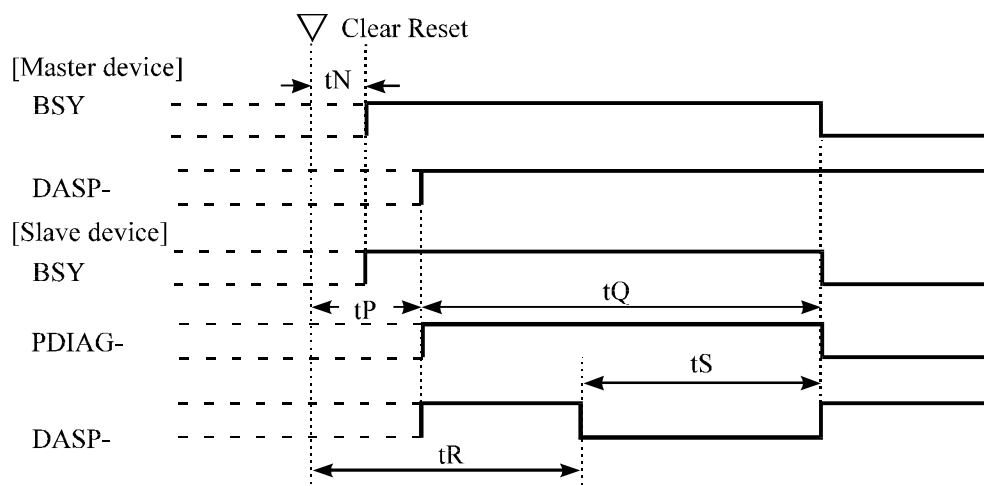 Clear Reset
[Master device]
tN
BSY
DASP-
[Slave device]
BSY
tP
tQ
PDIAG-
tS
DASP-
tR